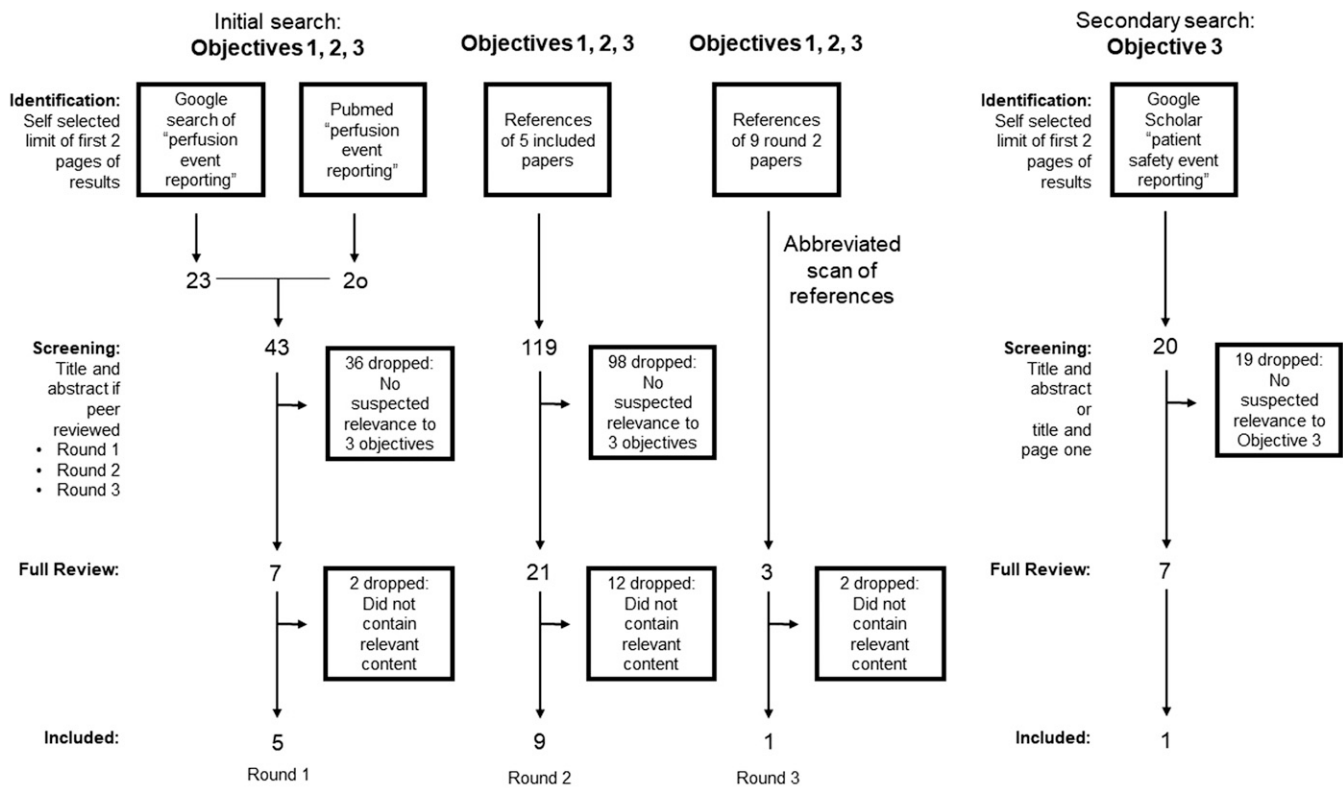 Initial search:
Objectives 1, 2, 3
Objectives 1, 2, 3
Objectives 1, 2, 3
Secondary search:
Objective 3
Identification:
Self selected
limit of first 2
pages of
results
Google
search of
“perfusion
event
reporting”
Pubmed
“perfusion
event
reporting”
References
of 5 included
papers
References
of 9 round 2
papers
Identification:
Self selected
limit of first 2
pages of
results
Google
Scholar
“patient
safety event
reporting”
23
2o
Abbreviated
scan of
references
Screening:
Title and
abstract if
peer
reviewed
• Round 1
• Round 2
• Round 3
43
36 dropped:
No
suspected
relevance to
3 objectives
119
98 dropped:
No
suspected
relevance to
3 objectives
Screening:
Title and
abstract
or
title and
page one
20
19 dropped:
No
suspected
relevance to
Objective 3
Full Review:
7
2 dropped:
Did not
contain
relevant
content
21
12 dropped:
Did not
contain
relevant
content
3
2 dropped:
Did not
contain
relevant
content
Full Review:
7
Included:
5
9
1
Included:
1
Round 1
Round 2
Round 3